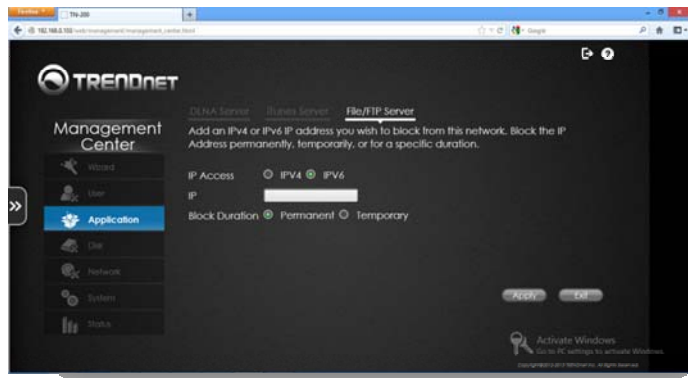 Firefox
TN-200
Google
TRENDNET
DLNA Server iTunes Server File/FTP Server
Management Center
Add an IPv4 or IPv6 IP address you wish to block from this network. Block the IP
Address permanently, temporarily, or for a specific duration.
Wizard
IP Access IPV4 IPV6
User
IP
Application
Block Duration Permanent Temporary
Disk
Network
System
Apply Exit
Status
Activate Windows
Go to PC settings to activate Windows.